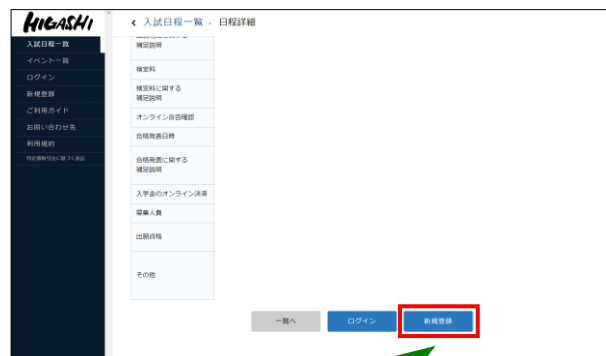 HIGASHI
入試日程一覧
イベント一覧
ログイン
新規登録
ご利用ガイド
お問い合わせ先
利用規約
特定商取引法に基づく表記
入試日程一覧 - 日程詳細
補足説明
検定料
検定料に関する
補足説明
オンライン合否確認
合格発表日時
合格発表に関する
補足説明
入学金のオンライン決済
募集人員
出願資格
その他
一覧へ
ログイン
新規登録